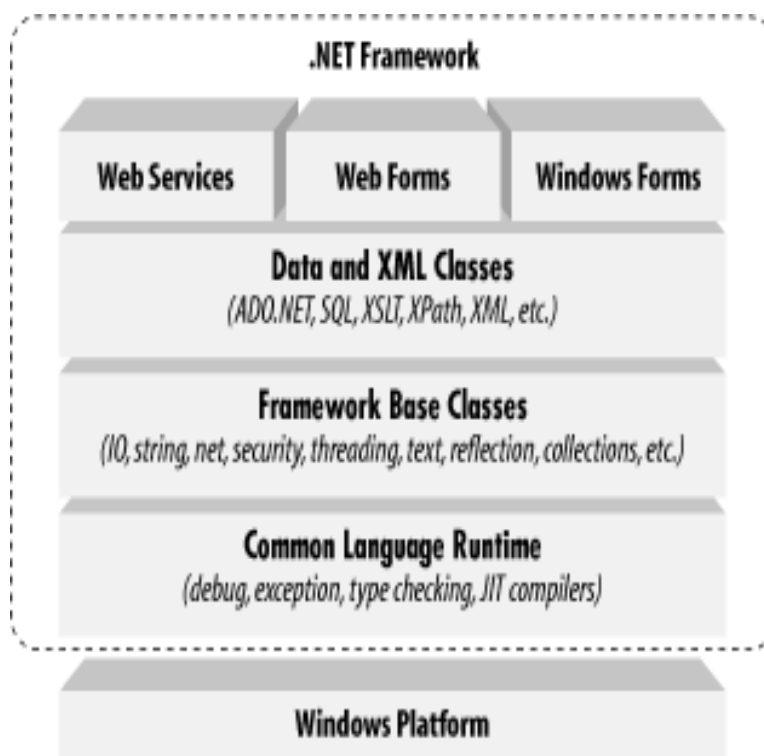 .NET Framework
Web Services
Web Forms
Windows Forms
Data and XML Classes
(ADO.NET, SQL, XSLT, XPath, XML, etc.)
Framework Base Classes
(IO, string, net, security, threading, text, reflection, collections, etc.)
Common Language Runtime
(debug, exception, type checking, JIT compilers)
Windows Platform